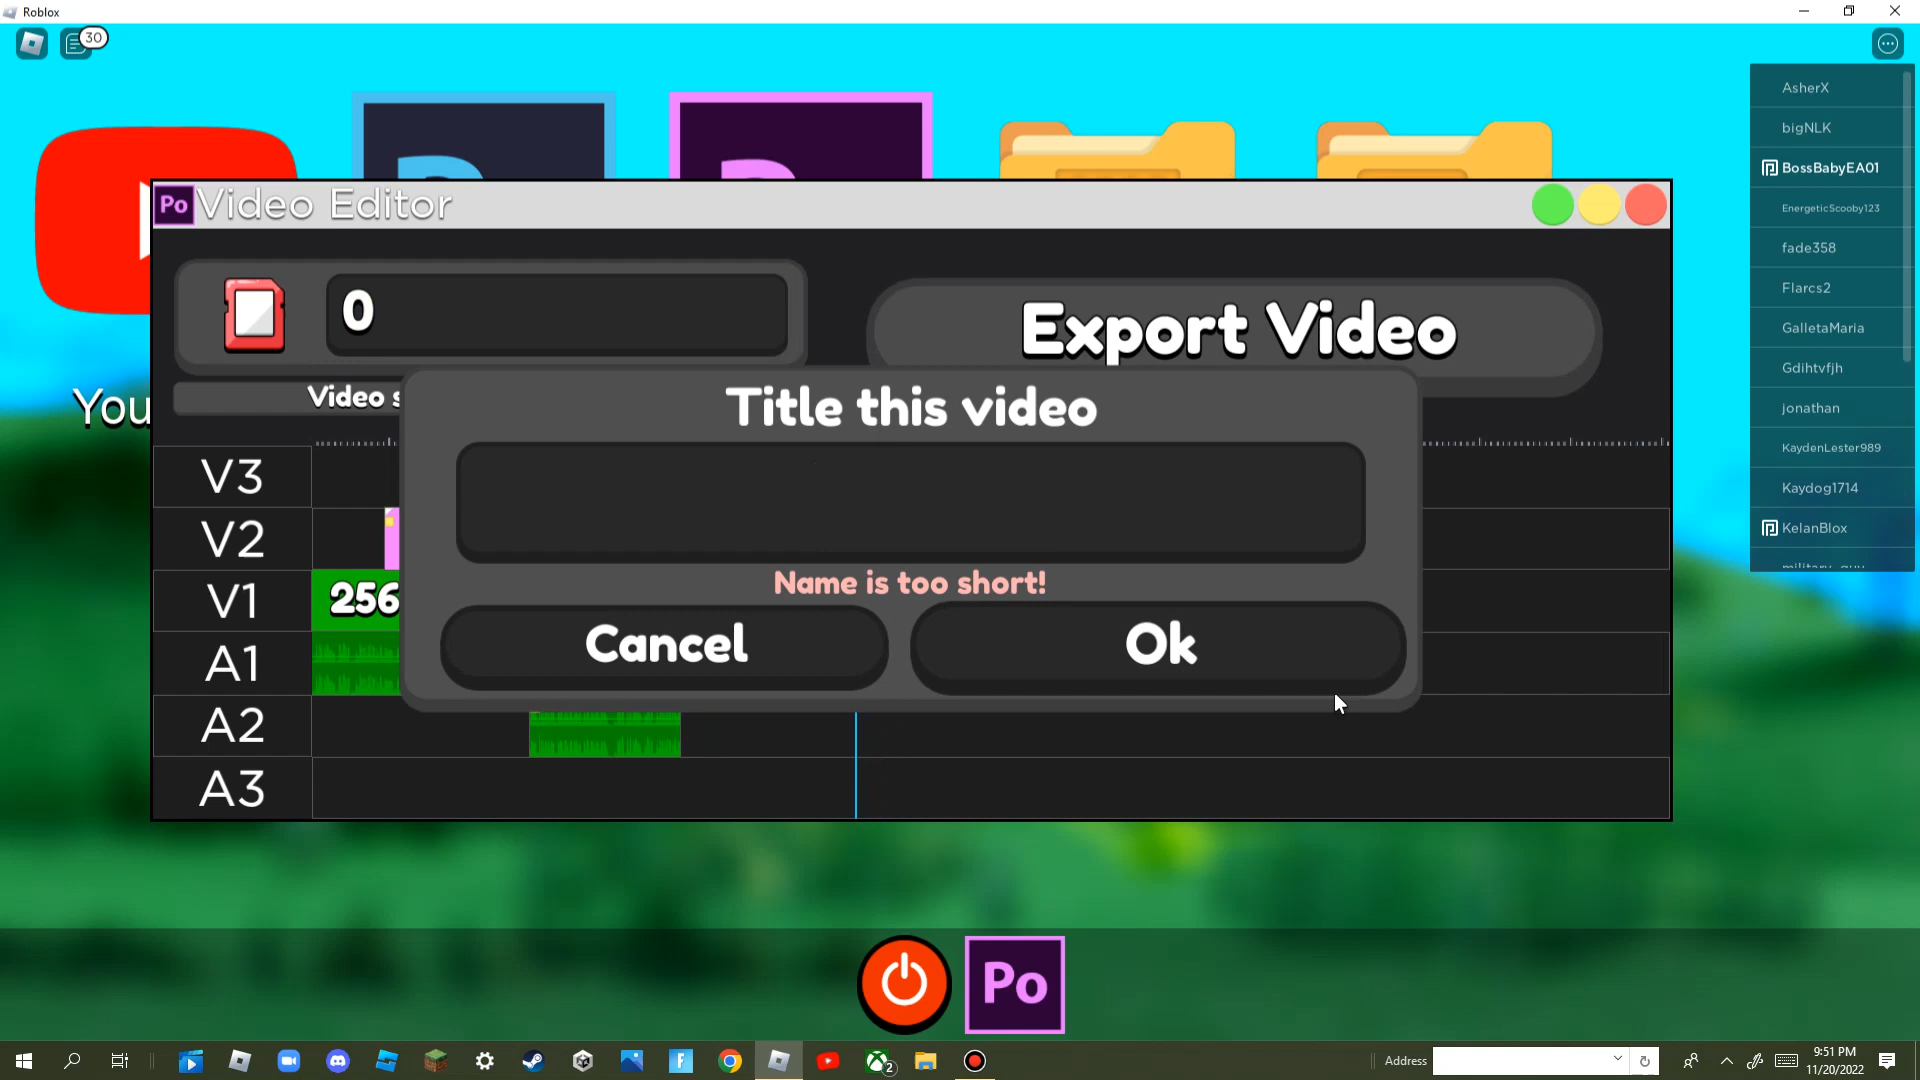 Roblox
30
AsherX
bigNLK
BossBabyEA01
EnergeticScooby123
fade358
Flarcs2
GalletaMaria
Gdihtvfjh
jonathan
KaydenLester989
Kaydog1714
KelanBlox
Po Video Editor
0
Export Video
You
Video s
Title this video
Name is too short!
Cancel
Ok
V3
V2
V1
256
A1
A2
A3
Po
Address
2
9:51 PM
11/20/2022